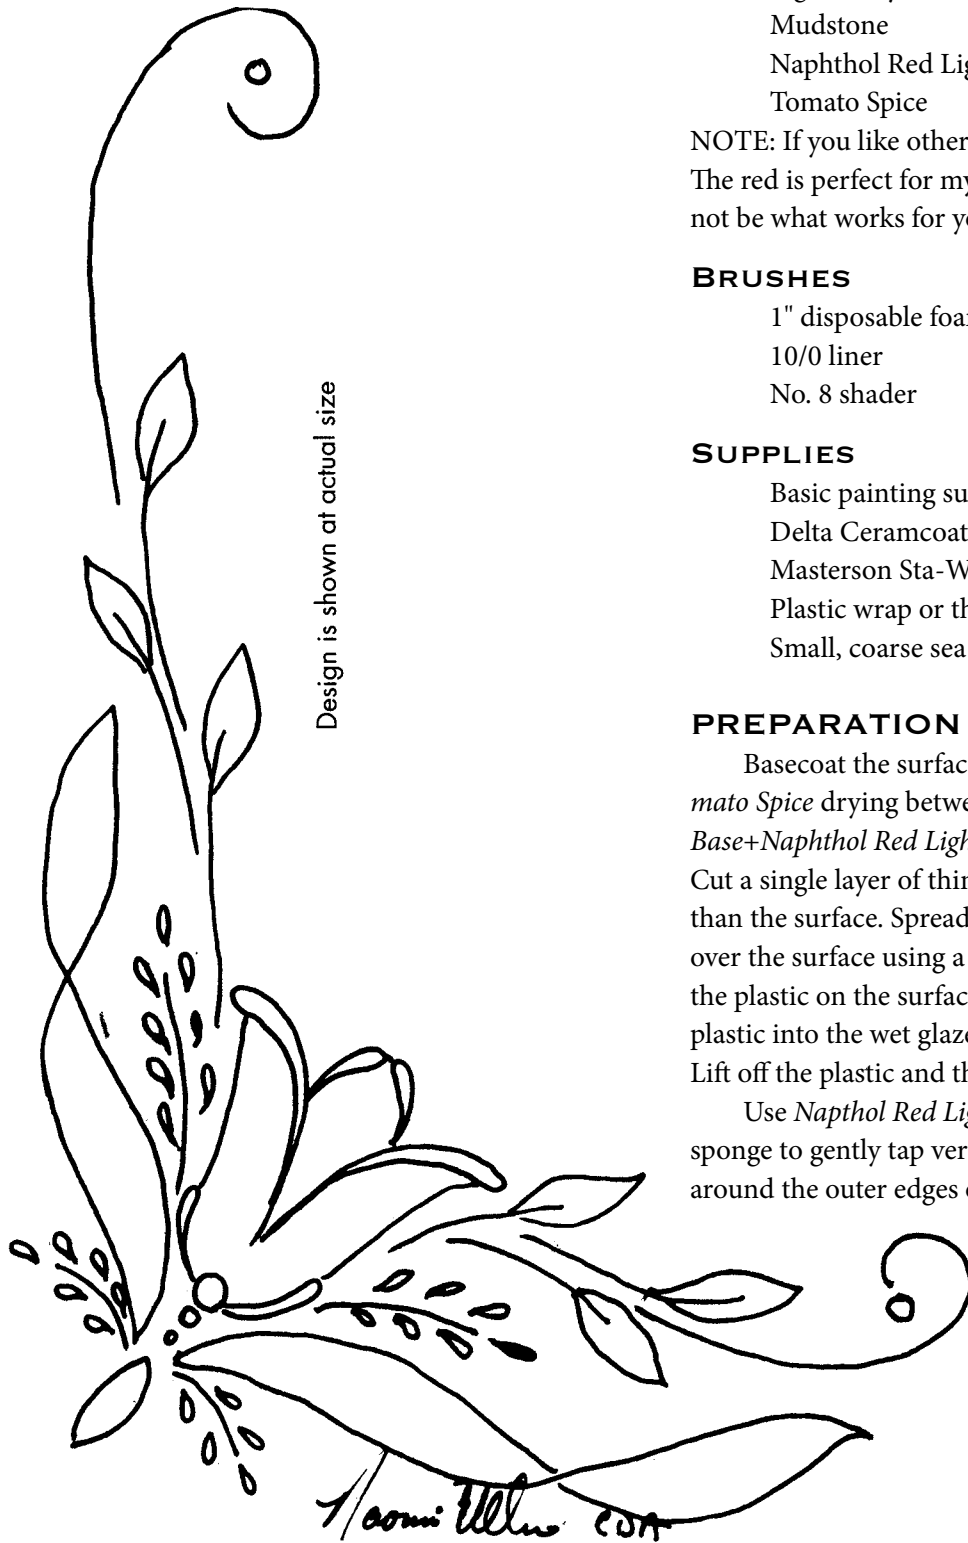 Mudstone
Naphthol Red Lig
Tomato Spice
NOTE: If you like other
The red is perfect for my
not be what works for yo
BRUSHES
1" disposable foa
10/0 liner
No. 8 shader
SUPPLIES
Basic painting su
Delta Ceramcoat
Masterson Sta-W
Plastic wrap or th
Small, coarse sea
PREPARATION
Basecoat the surfac
mato Spice drying betwe
Base+Naphthol Red Ligh
Cut a single layer of thin
than the surface. Spread
over the surface using a
the plastic on the surfac
plastic into the wet glaze
Lift off the plastic and th
Use Napthol Red Lig
sponge to gently tap ver
around the outer edges
Design is shown at actual size
Naomi CDA